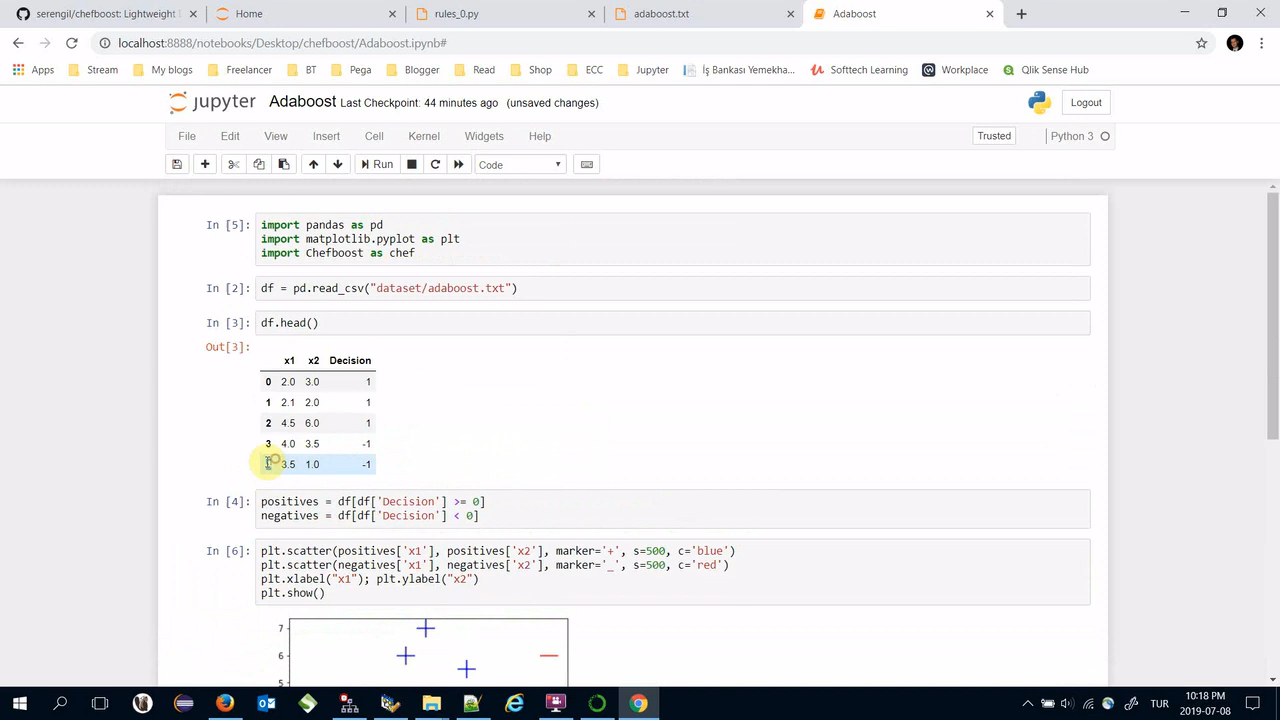 serengil/chefboost: Lightweight
Home
rules_0.py
adaboost.txt
Adaboost
localhost:8888/notebooks/Desktop/chefboost/Adaboost.ipynb#
Apps Stream My blogs Freelancer BT Pega Blogger Read Shop ECC Jupyter İş Bankası Yemekha... Softtech Learning Workplace Qlik Sense Hub
jupyter Adaboost Last Checkpoint: 44 minutes ago (unsaved changes) Logout
File Edit View Insert Cell Kernel Widgets Help Trusted Python 3
Run Code
In [5]: import pandas as pd
import matplotlib.pyplot as plt
import Chefboost as chef
In [2]: df = pd.read_csv("dataset/adaboost.txt")
In [3]: df.head()
Out[3]:
x1 x2 Decision
0 2.0 3.0 1
1 2.1 2.0 1
2 4.5 6.0 1
3 4.0 3.5 -1
3.5 1.0 -1
In [4]: positives = df[df['Decision'] >= 0]
negatives = df[df['Decision'] < 0]
In [6]: plt.scatter(positives['x1'], positives['x2'], marker='+', s=500, c='blue')
plt.scatter(negatives['x1'], negatives['x2'], marker='_', s=500, c='red')
plt.xlabel("x1"); plt.ylabel("x2")
plt.show()
7
6
5
TUR
10:18 PM
2019-07-08